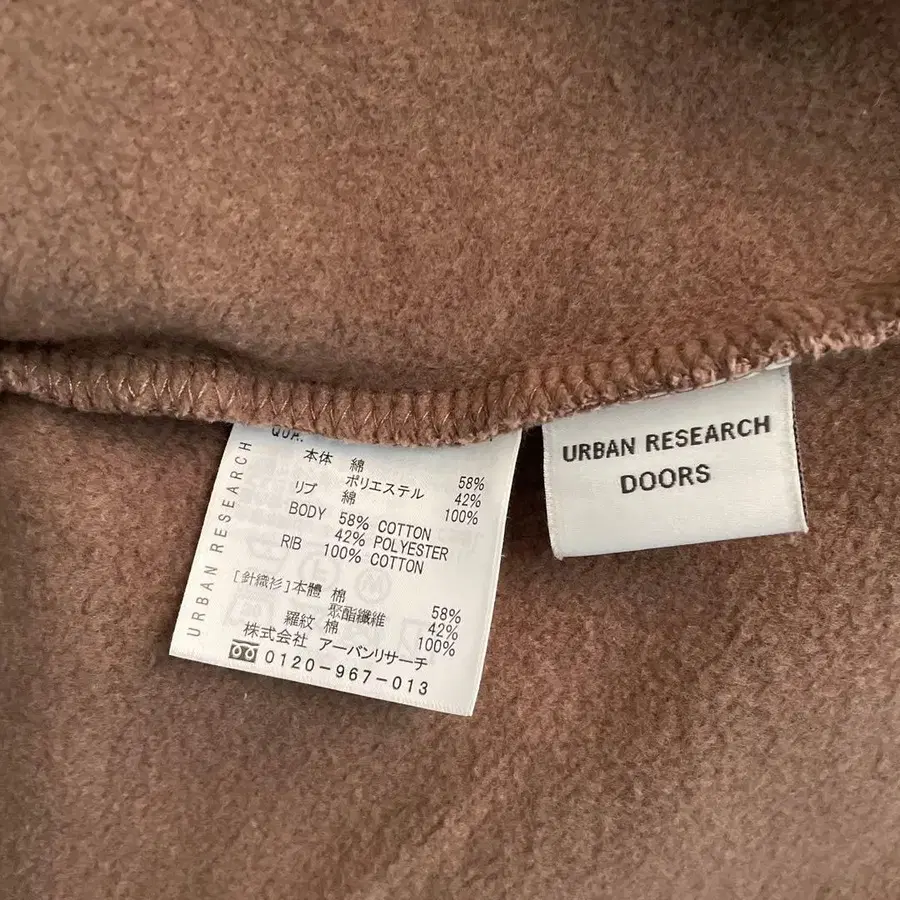 URBAN RESEARCH
本体 綿 58%
ポリエステル 42%
リブ 綿 100%
BODY 58% COTTON
42% POLYESTER
RIB 100% COTTON
[針織衫]本體 棉 58%
聚酯纖維 42%
羅紋 棉 100%
株式会社 アーバンリサーチ
0120-967-013
URBAN RESEARCH
DOORS